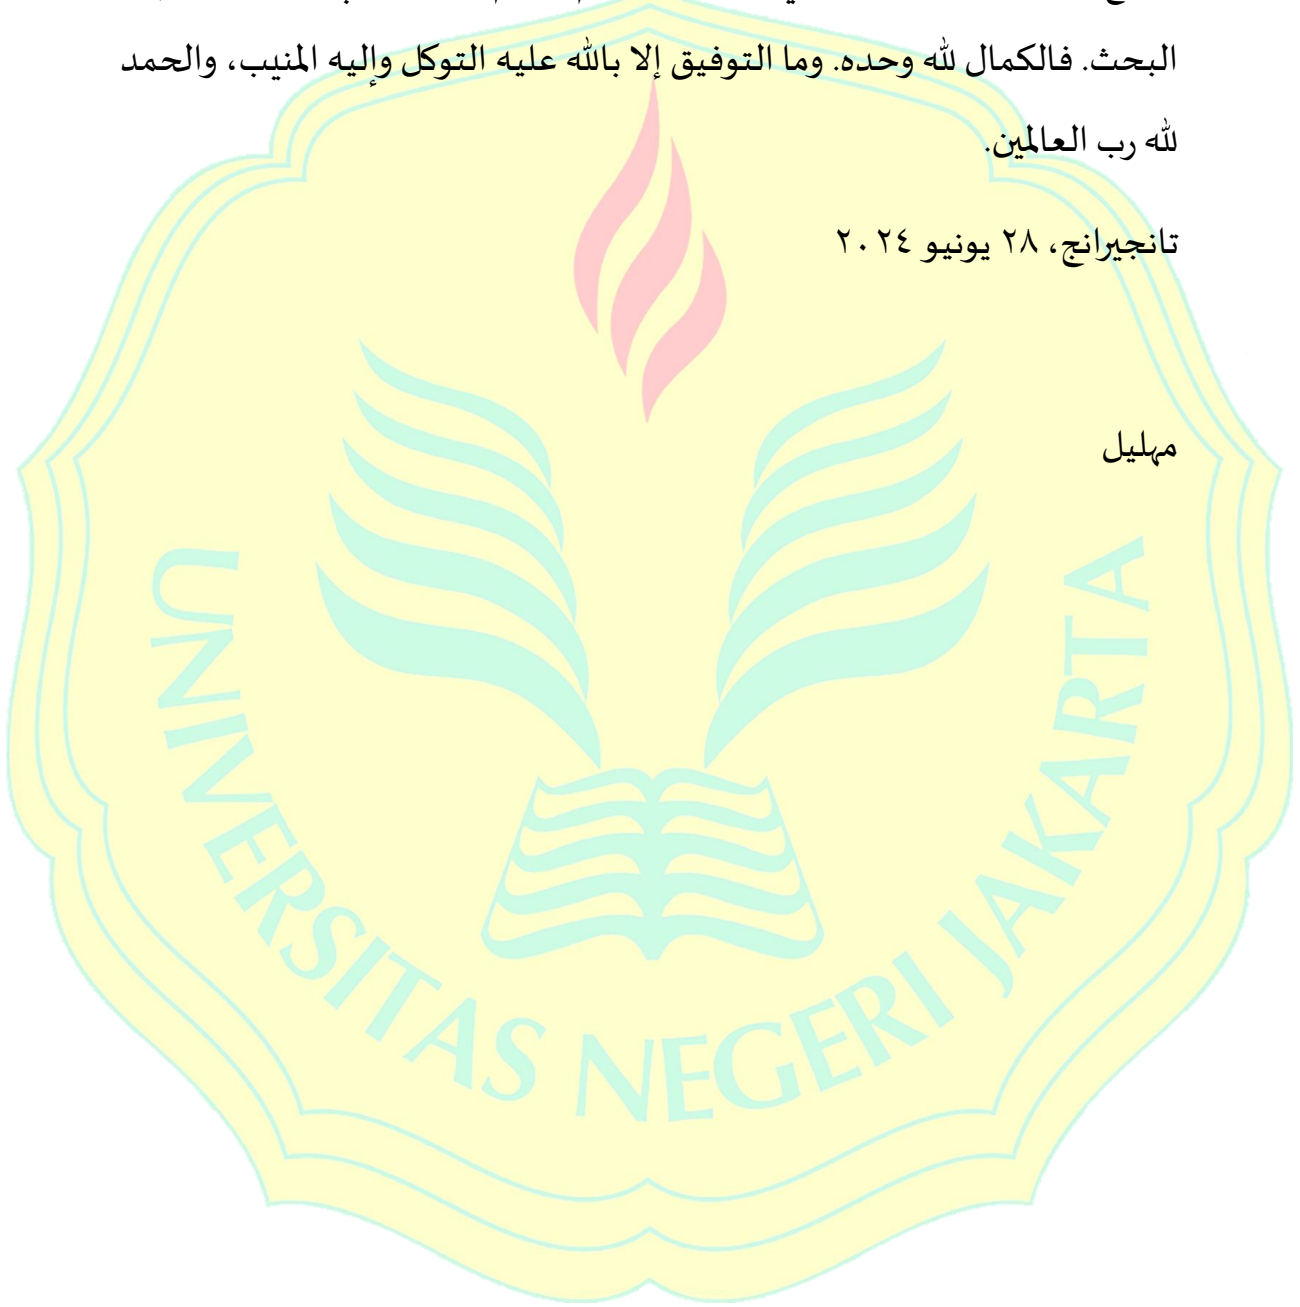 البحث. فالكمال لله وحده. وما التوفيق إلا بالله عليه التوكل وإليه المنيب، والحمد
لله رب العالمين.
تانجيرانج، ٢٨ يونيو ٢٠٢٤
مهليل
UNIVERSITAS NEGERI JAKARTA